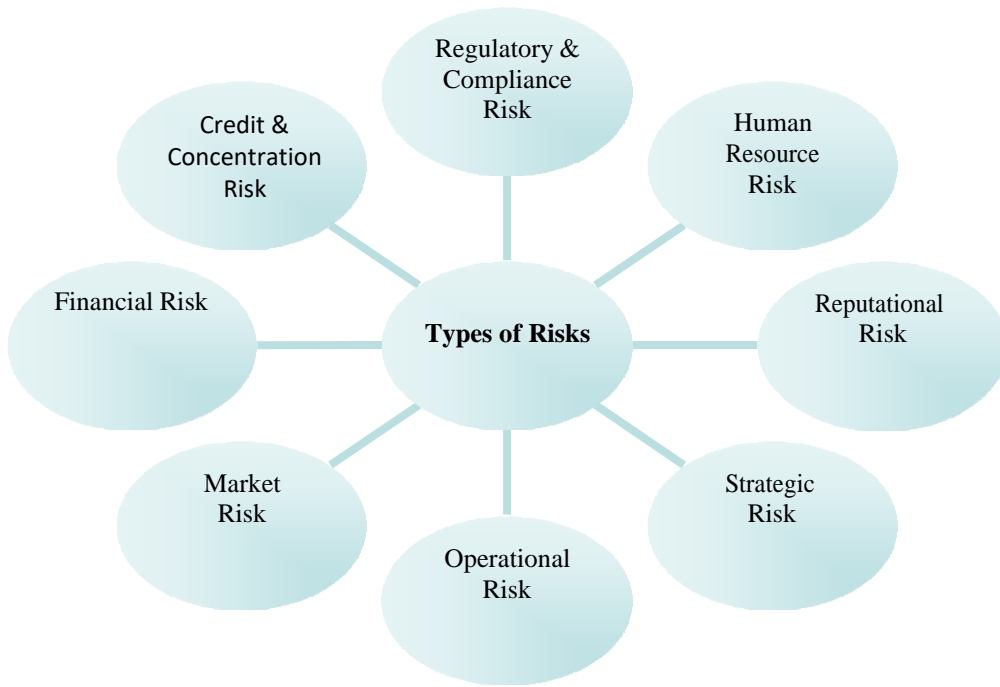 Regulatory &
Compliance
Risk
Credit &
Concentration
Risk
Human
Resource
Risk
Financial Risk
Types of Risks
Reputational
Risk
Market
Risk
Strategic
Risk
Operational
Risk